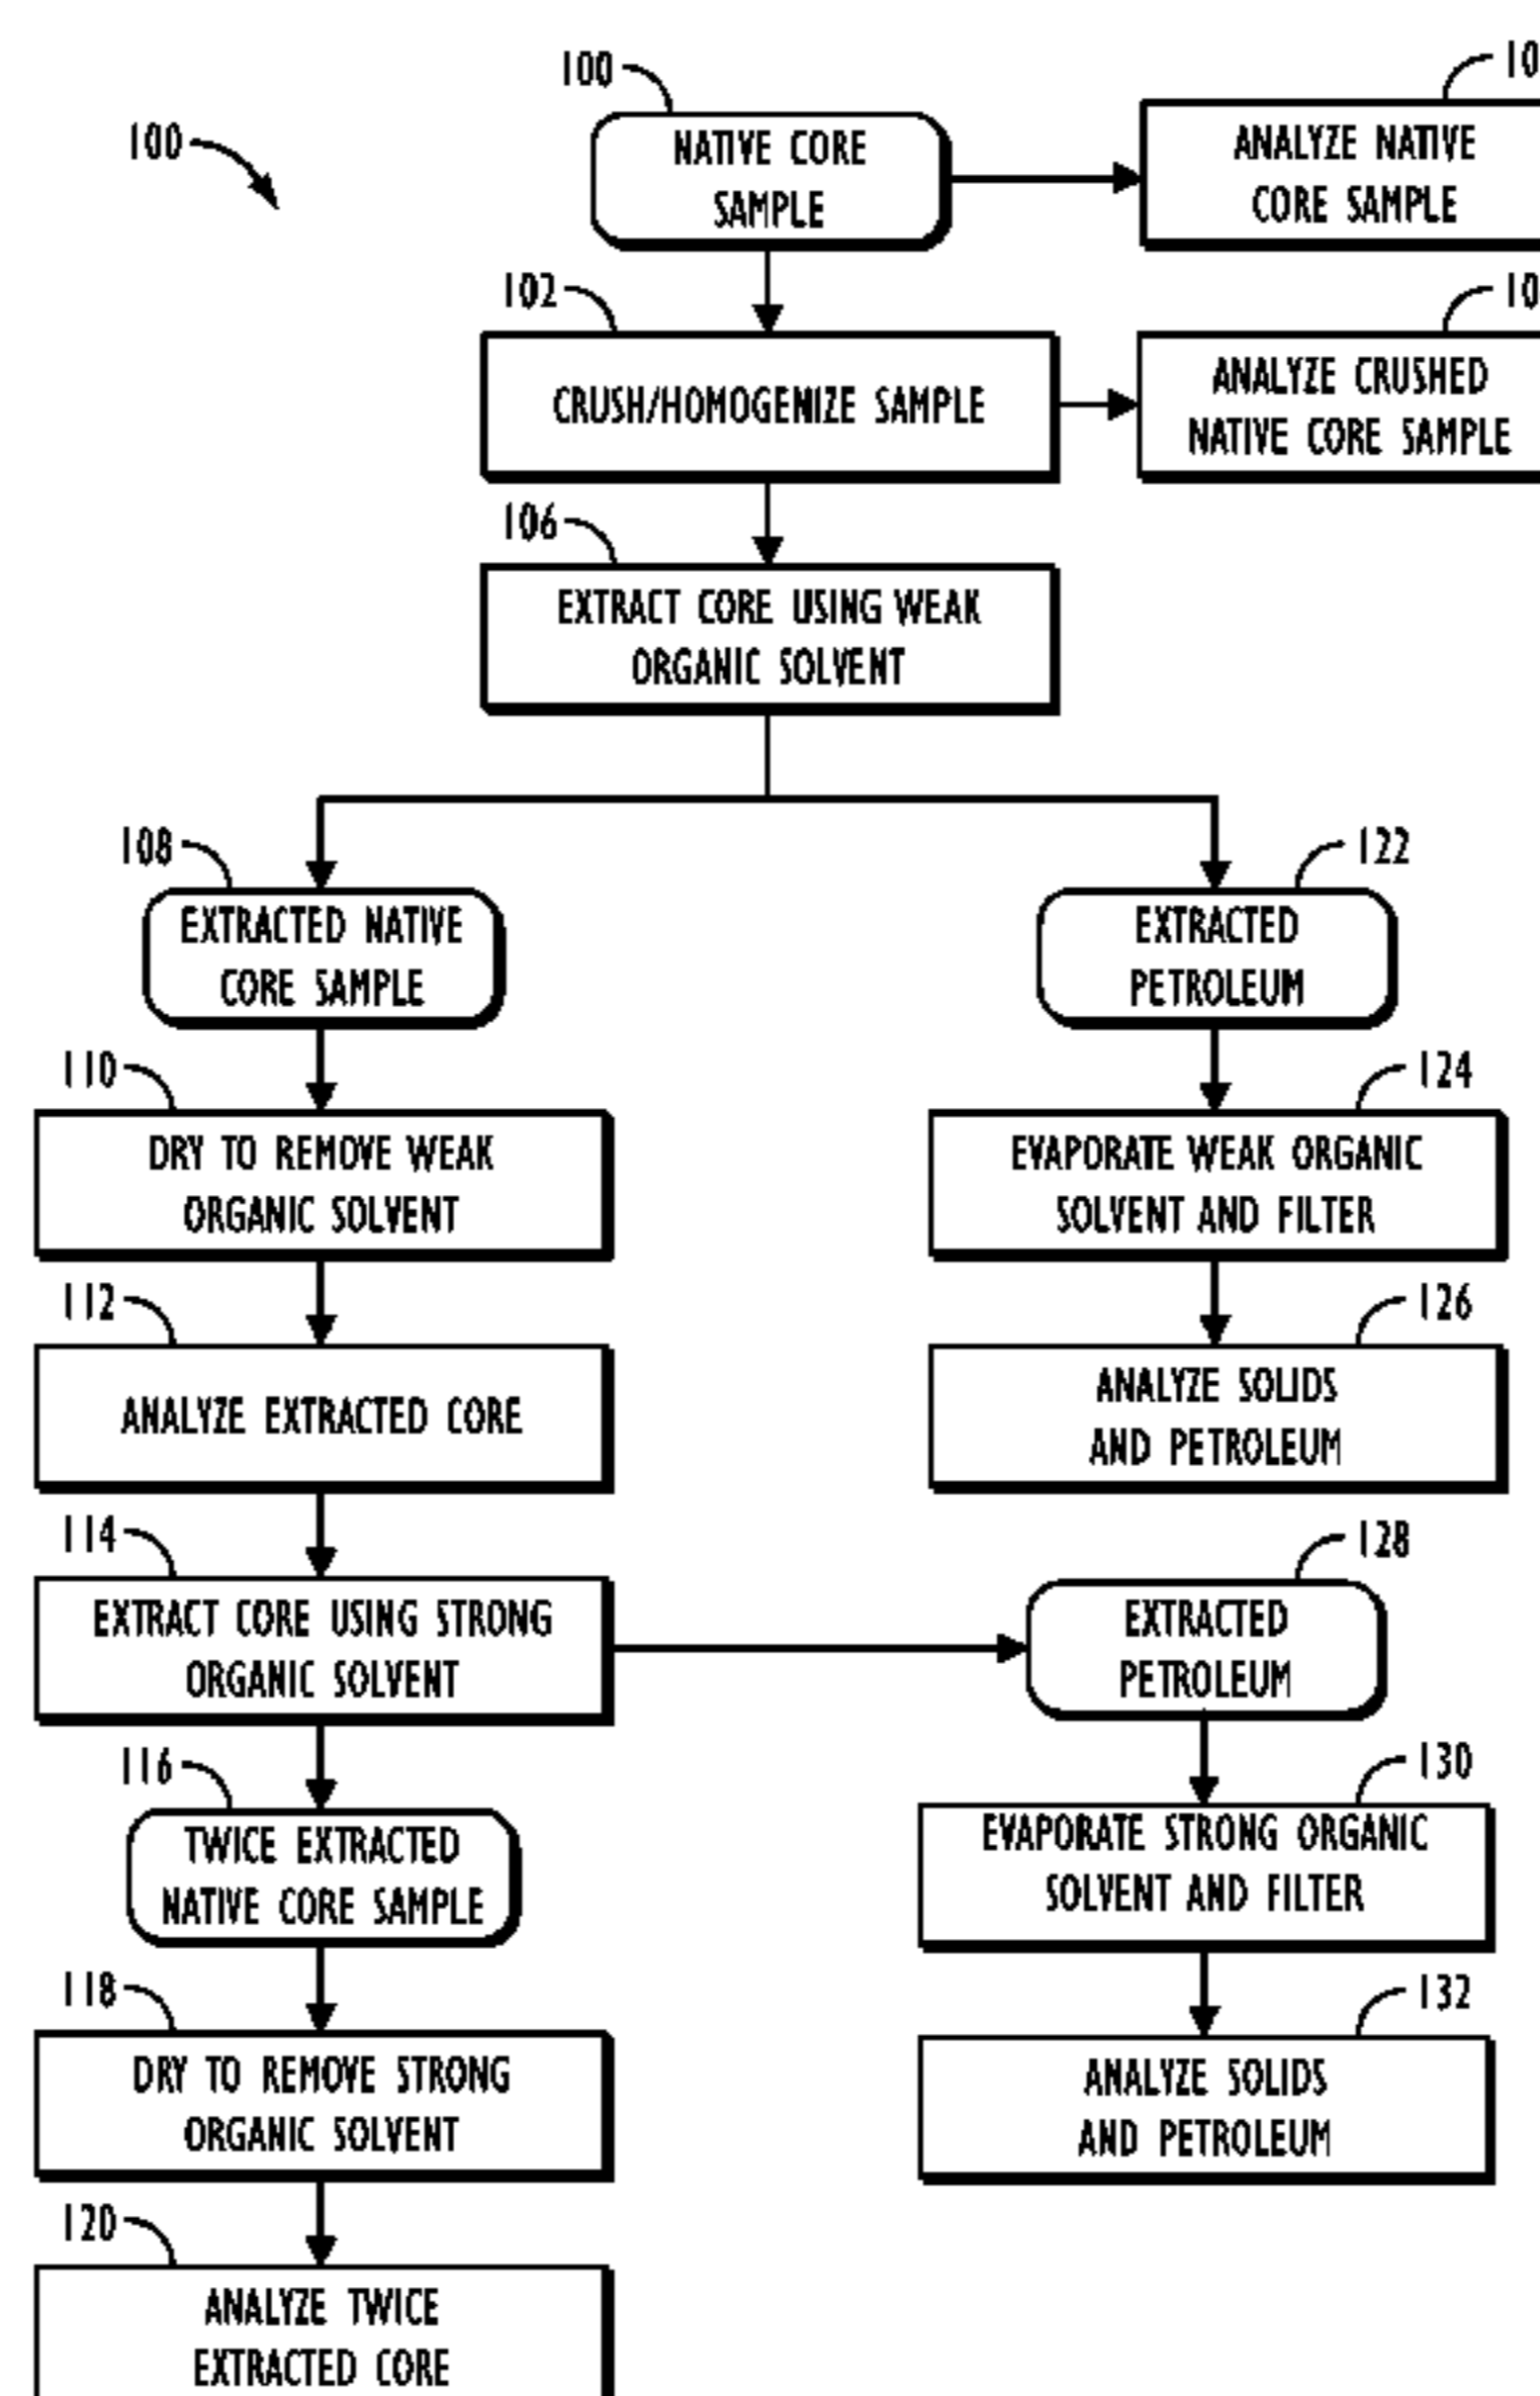 100
100
NATIVE CORE
SAMPLE
10
ANALYZE NATIVE
CORE SAMPLE
102
CRUSH/HOMOGENIZE SAMPLE
10
ANALYZE CRUSHED
NATIVE CORE SAMPLE
106
EXTRACT CORE USING WEAK
ORGANIC SOLVENT
108
EXTRACTED NATIVE
CORE SAMPLE
122
EXTRACTED
PETROLEUM
110
DRY TO REMOVE WEAK
ORGANIC SOLVENT
124
EVAPORATE WEAK ORGANIC
SOLVENT AND FILTER
112
ANALYZE EXTRACTED CORE
126
ANALYZE SOLIDS
AND PETROLEUM
114
EXTRACT CORE USING STRONG
ORGANIC SOLVENT
128
EXTRACTED
PETROLEUM
116
TWICE EXTRACTED
NATIVE CORE SAMPLE
130
EVAPORATE STRONG ORGANIC
SOLVENT AND FILTER
118
DRY TO REMOVE STRONG
ORGANIC SOLVENT
132
ANALYZE SOLIDS
AND PETROLEUM
120
ANALYZE TWICE
EXTRACTED CORE